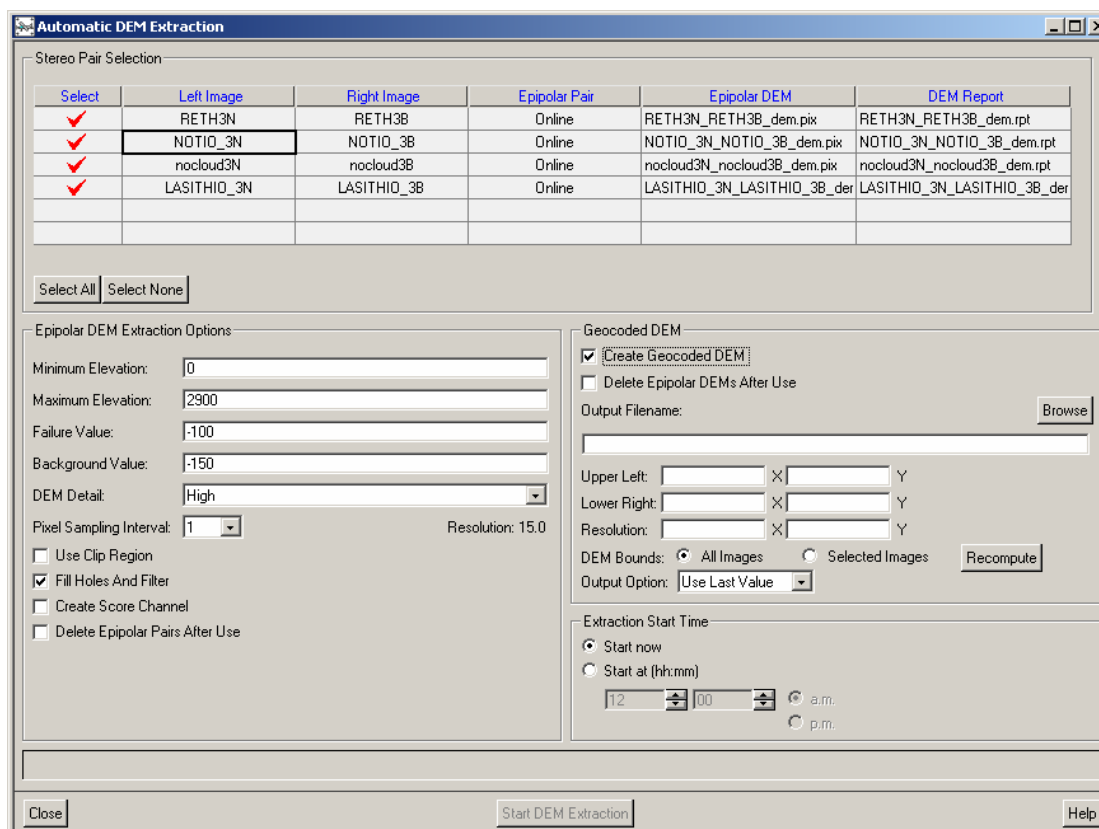 Automatic DEM Extraction
Stereo Pair Selection
Select Left Image Right Image Epipolar Pair Epipolar DEM DEM Report
RETH3N RETH3B Online RETH3N_RETH3B_dem.pix RETH3N_RETH3B_dem.rpt
NOTIO_3N NOTIO_3B Online NOTIO_3N_NOTIO_3B_dem.pix NOTIO_3N_NOTIO_3B_dem.rpt
nocloud3N nocloud3B Online nocloud3N_nocloud3B_dem.pix nocloud3N_nocloud3B_dem.rpt
LASITHIO_3N LASITHIO_3B Online LASITHIO_3N_LASITHIO_3B_der LASITHIO_3N_LASITHIO_3B_der
Select All Select None
Epipolar DEM Extraction Options
Minimum Elevation: 0
Maximum Elevation: 2900
Failure Value: -100
Background Value: -150
DEM Detail: High
Pixel Sampling Interval: 1 Resolution: 15.0
Use Clip Region
Fill Holes And Filter
Create Score Channel
Delete Epipolar Pairs After Use
Geocoded DEM
Create Geocoded DEM
Delete Epipolar DEMs After Use
Output Filename: Browse
Upper Left: X Y
Lower Right: X Y
Resolution: X Y
DEM Bounds: All Images Selected Images Recompute
Output Option: Use Last Value
Extraction Start Time
Start now
Start at (hh:mm)
12 00 a.m.
p.m.
Close Start DEM Extraction Help